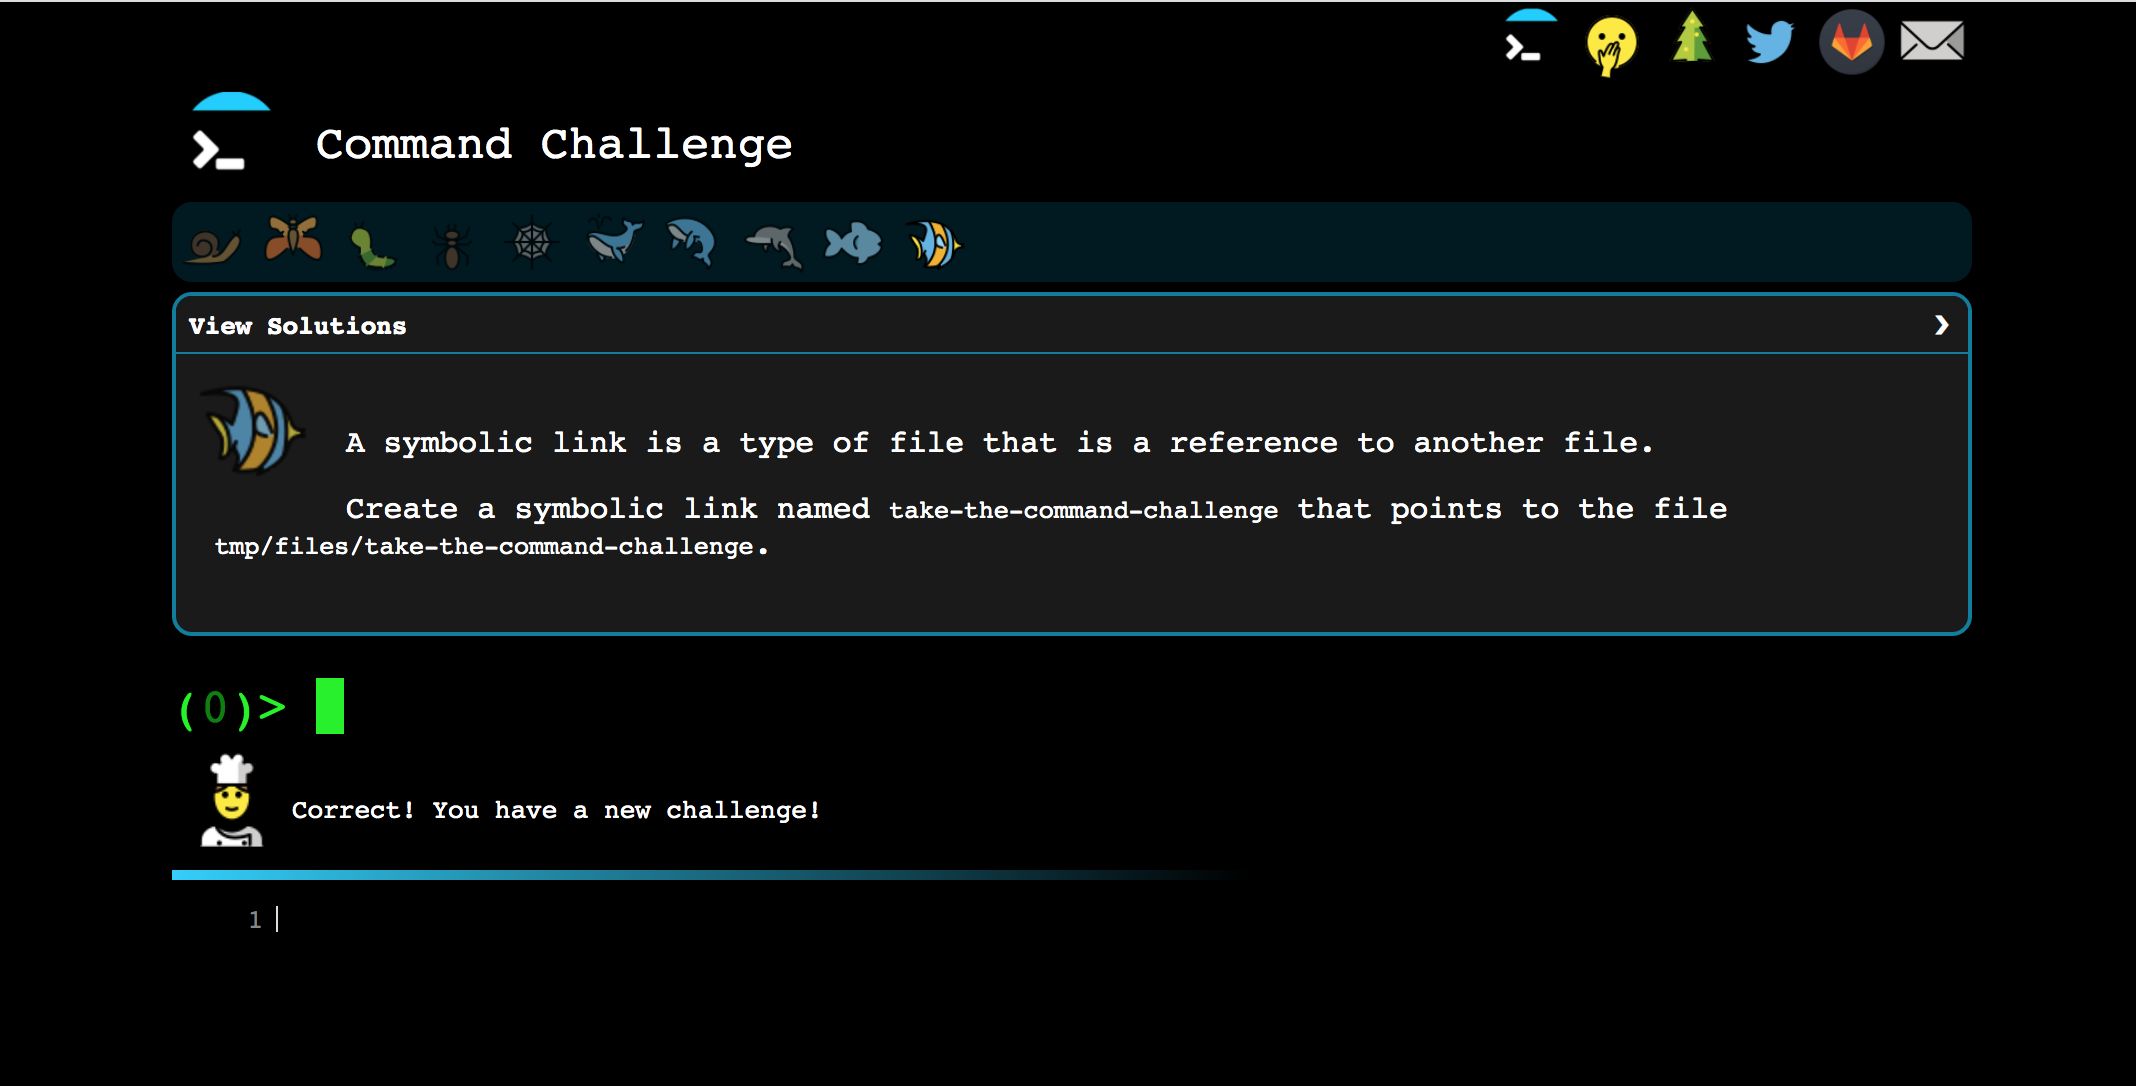 Command Challenge
View Solutions
A symbolic link is a type of file that is a reference to another file.
Create a symbolic link named take-the-command-challenge that points to the file
tmp/files/take-the-command-challenge.
(0)>
Correct! You have a new challenge!
1